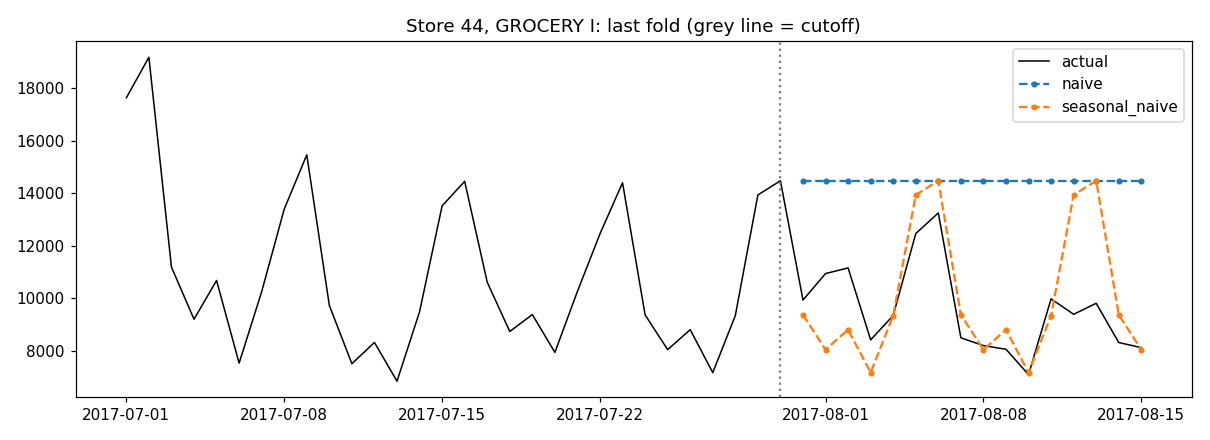 Store 44, GROCERY I: last fold (grey line = cutoff)
actual
naive
seasonal_naive
18000
16000
14000
12000
10000
8000
2017-07-01 2017-07-08 2017-07-15 2017-07-22 2017-08-01 2017-08-08 2017-08-15